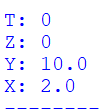 T: 0
Z: 0
Y: 10.0
X: 2.0
--------